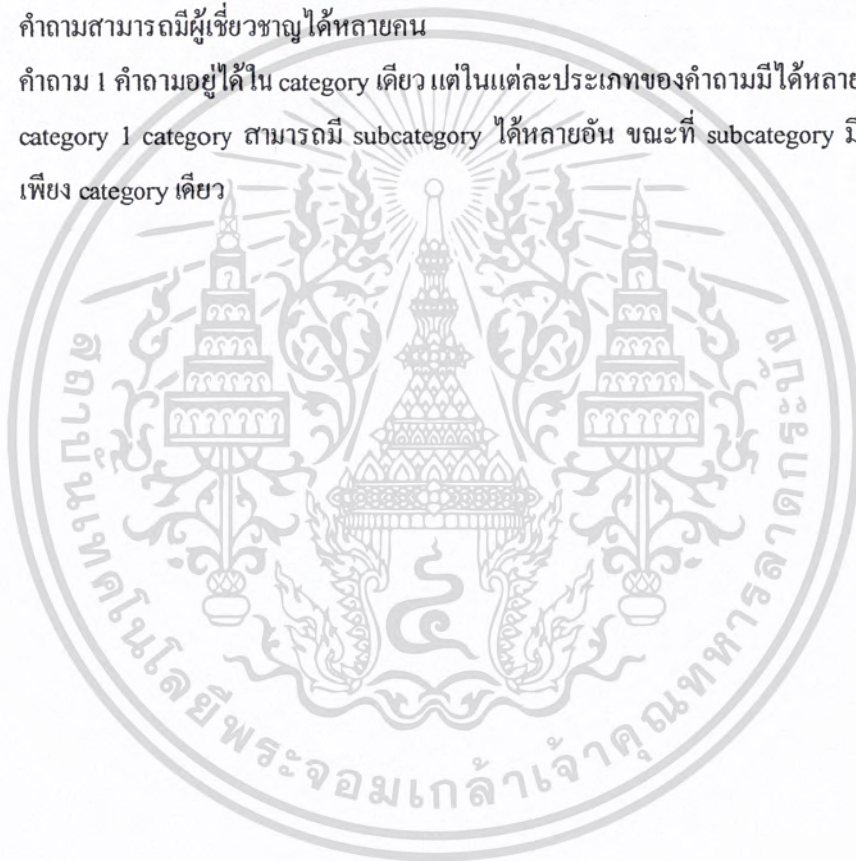 คำถามสามารถมีผู้เชี่ยวชาญได้หลายคน
คำถาม 1 คำถามอยู่ได้ใน category เดียว แต่ในแต่ละประเภทของคำถามมีได้หลาย
category 1 category สามารถมี subcategory ได้หลายอัน ขณะที่ subcategory มี
เพียง category เดียว
สถาบันเทคโนโลยีพระจอมเกล้าเจ้าคุณทหารลาดกระบัง